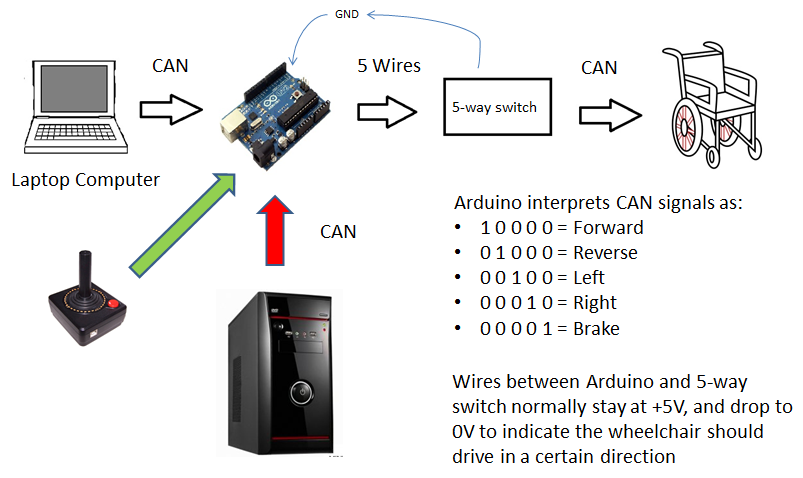 GND
CAN
5 Wires
CAN
5-way switch
Laptop Computer
CAN
Arduino interprets CAN signals as:
• 1 0 0 0 0 = Forward
• 0 1 0 0 0 = Reverse
• 0 0 1 0 0 = Left
• 0 0 0 1 0 = Right
• 0 0 0 0 1 = Brake
Wires between Arduino and 5-way
switch normally stay at +5V, and drop to
0V to indicate the wheelchair should
drive in a certain direction